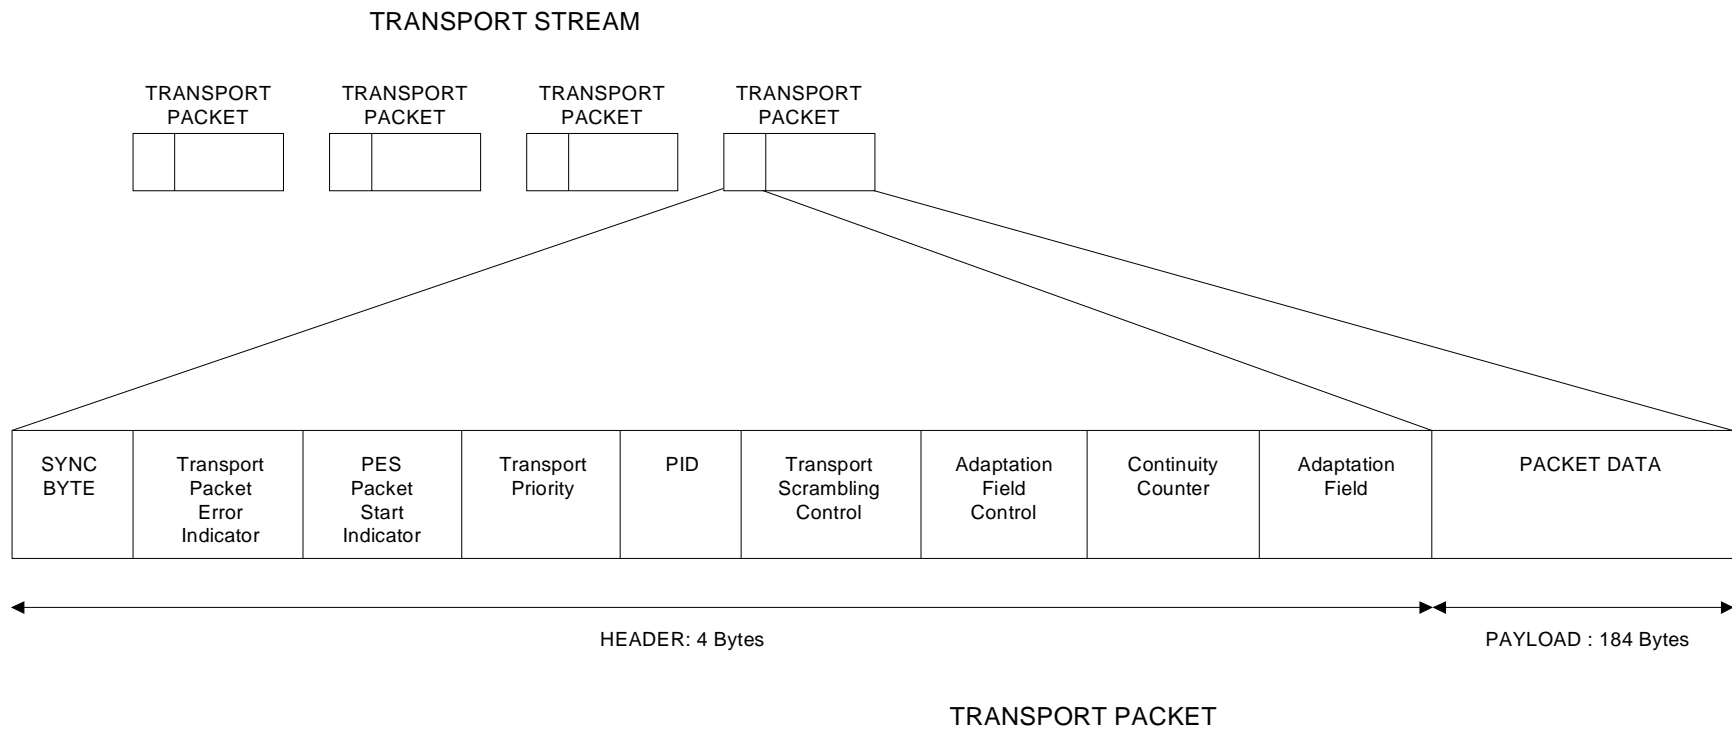 TRANSPORT STREAM
TRANSPORT
PACKET
TRANSPORT
PACKET
TRANSPORT
PACKET
TRANSPORT
PACKET
SYNC
BYTE
Transport
Packet
Error
Indicator
PES
Packet
Start
Indicator
Transport
Priority
PID
Transport
Scrambling
Control
Adaptation
Field
Control
Continuity
Counter
Adaptation
Field
PACKET DATA
HEADER: 4 Bytes
PAYLOAD : 184 Bytes
TRANSPORT PACKET